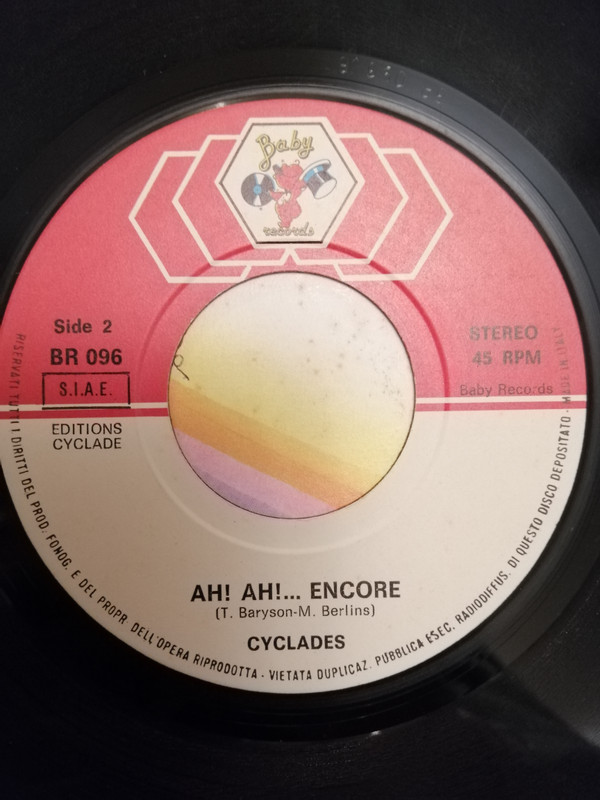 Baby
records
Side 2
BR 096
S.I.A.E.
STEREO
45 RPM
Baby Records
EDITIONS
CYCLADE
AH! AH!... ENCORE
(T. Baryson-M. Berlins)
CYCLADES
RISERVATI TUTTI I DIRITTI DEL PROD. FONOG. E DEL PROPR. DELL'OPERA RIPRODOTTA - VIETATA DUPLICAZ. PUBBLICA ESEC. RADIODIFFUS. DI QUESTO DISCO DEPOSITATO - MADE IN ITALY